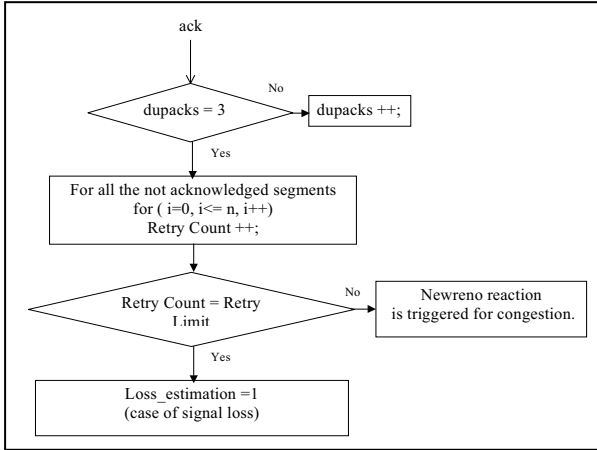 ack
No
dupacks = 3
dupacks ++;
Yes
For all the not acknowledged segments
for ( i=0, i<= n, i++)
Retry Count ++;
Retry Count = Retry
Limit
No
Newreno reaction
is triggered for congestion.
Yes
Loss_estimation =1
(case of signal loss)